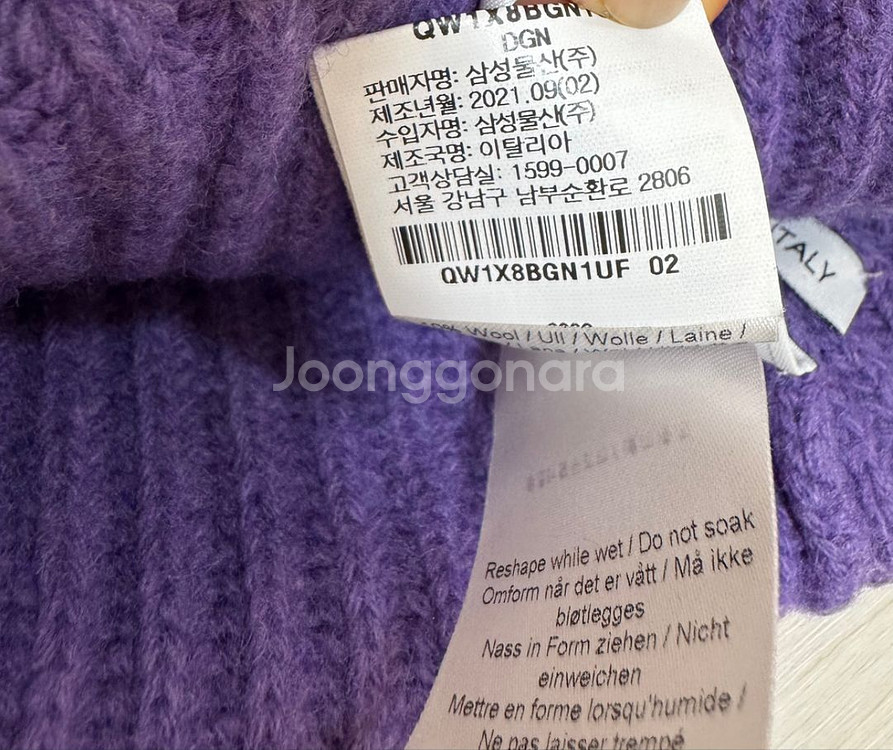 QW1X8BGN1
DGN
판매자명: 삼성물산(주)
제조년월: 2021.09(02)
수입자명: 삼성물산(주)
제조국명: 이탈리아
고객상담실: 1599-0007
서울 강남구 남부순환로 2806
QW1X8BGN1UF 02
ITALY
Wool / Ull / Wolle / Laine /
Joonggonara
Reshape while wet / Do not soak
Omform når det er vått / Må ikke
bløtlegges
Nass in Form ziehen / Nicht
einweichen
Mettre en forme lorsqu'humide /
Ne pas laisser trempé